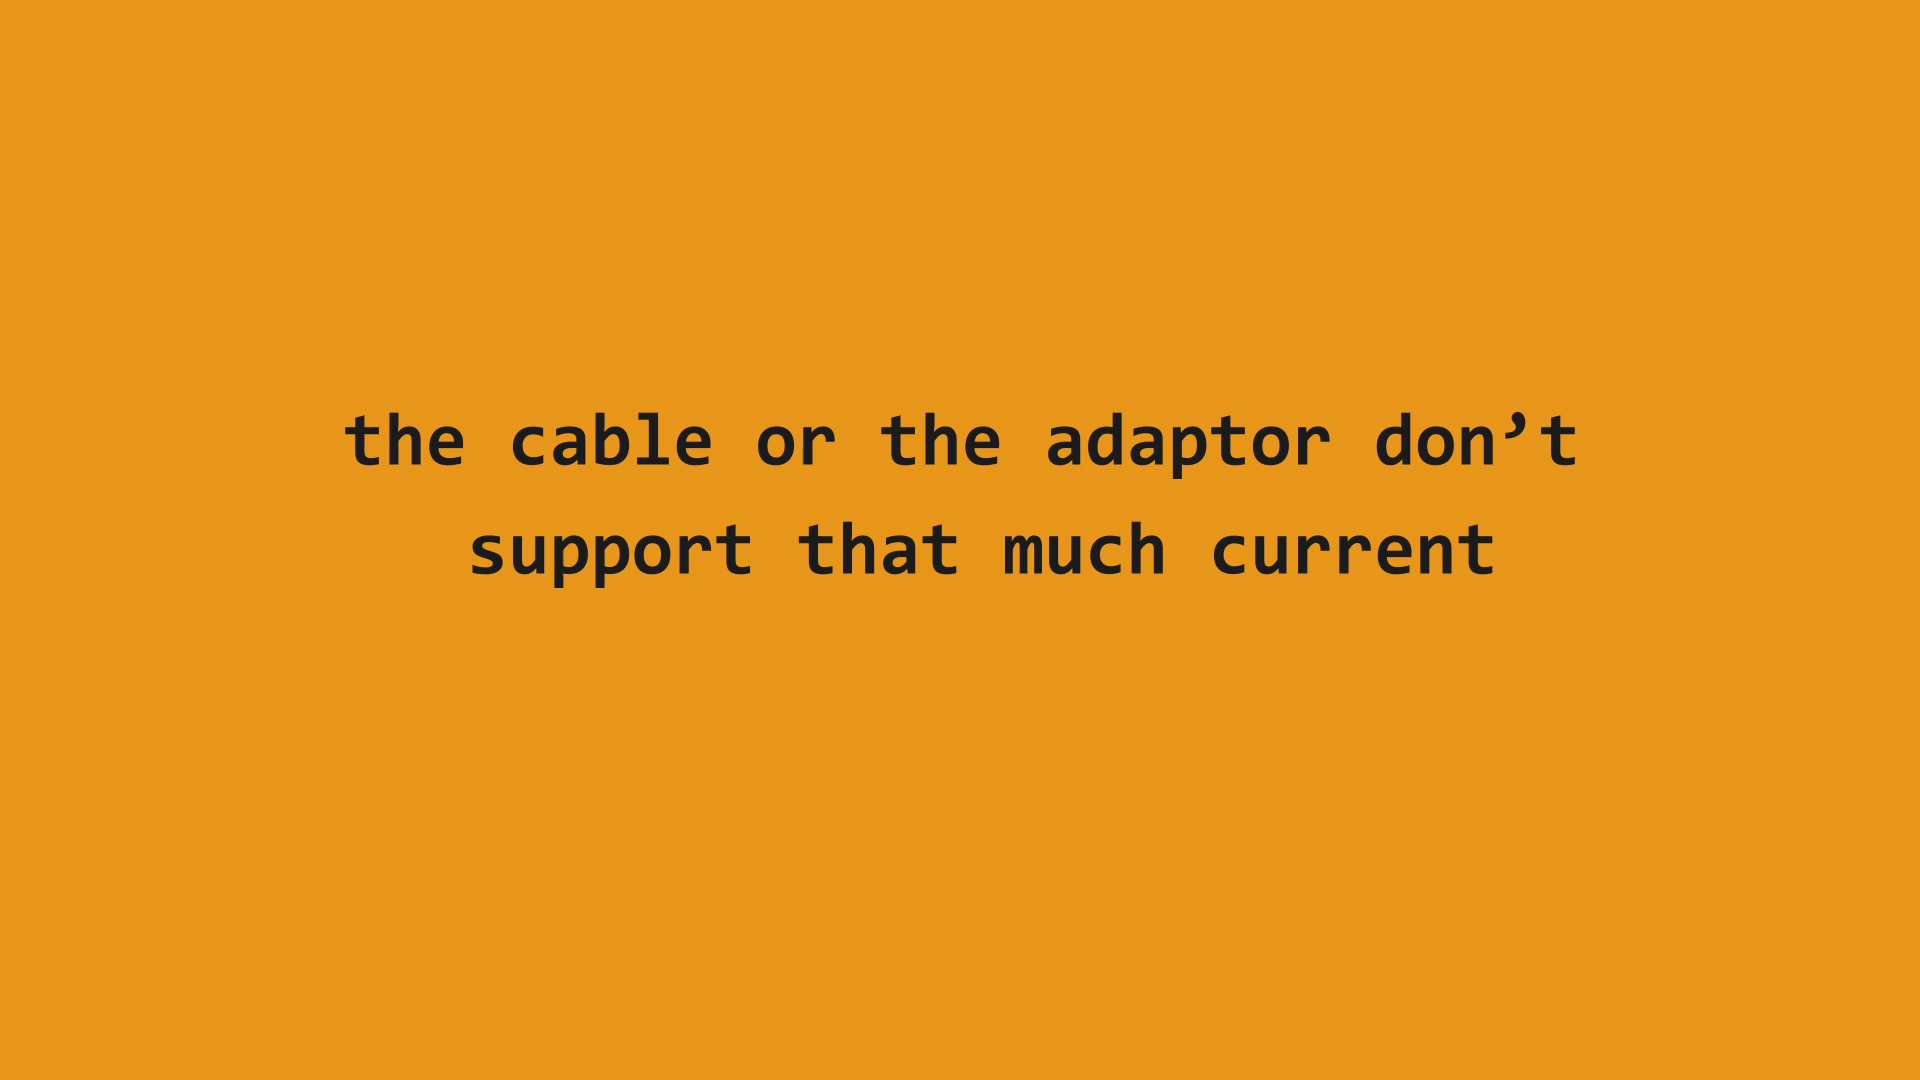 the cable or the adaptor don’t
support that much current